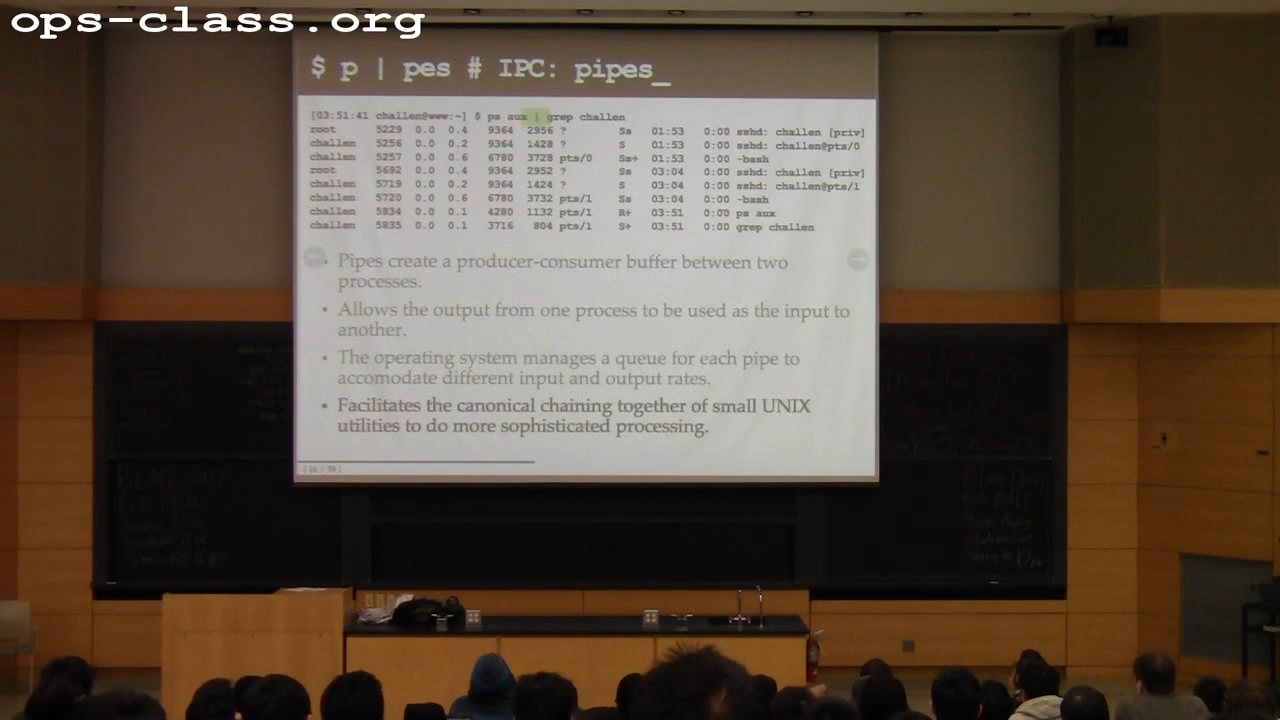 ops-class.org
$ p | pes # IPC: pipes_
[03:51:41 challen@www:~] $ ps aux | grep challen
root 5229 0.0 0.4 9364 2956 ? Ss 01:53 0:00 sshd: challen [priv]
challen 5256 0.0 0.2 9364 1428 ? S 01:53 0:00 sshd: challen@pts/0
challen 5257 0.0 0.6 6780 3728 pts/0 Ss+ 01:53 0:00 -bash
root 5692 0.0 0.4 9364 2952 ? Ss 03:04 0:00 sshd: challen [priv]
challen 5719 0.0 0.2 9364 1424 ? S 03:04 0:00 sshd: challen@pts/1
challen 5720 0.0 0.6 6780 3732 pts/1 Ss 03:04 0:00 -bash
challen 5834 0.0 0.1 4280 1132 pts/1 R+ 03:51 0:00 ps aux
challen 5835 0.0 0.1 3716 804 pts/1 S+ 03:51 0:00 grep challen
• Pipes create a producer-consumer buffer between two
processes.
• Allows the output from one process to be used as the input to
another.
• The operating system manages a queue for each pipe to
accomodate different input and output rates.
• Facilitates the canonical chaining together of small UNIX
utilities to do more sophisticated processing.